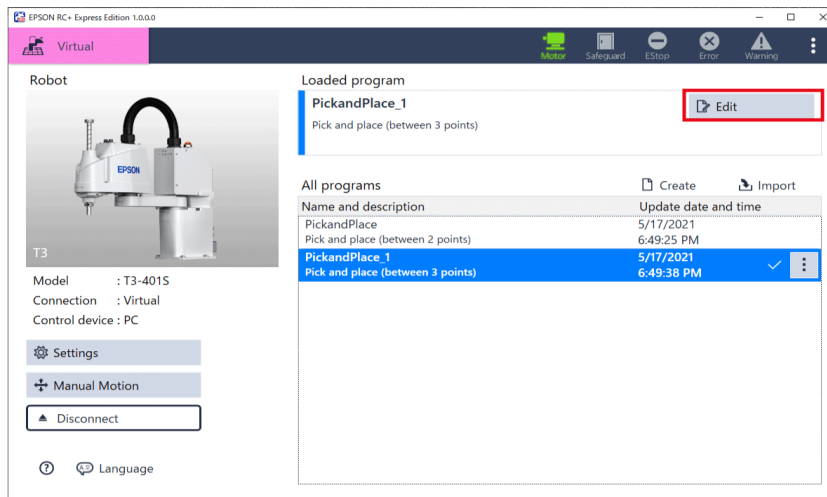 EPSON RC+ Express Edition 1.0.0.0
Virtual
Motor
Safeguard
EStop
Error
Warning
Robot
EPSON
T3
Model : T3-401S
Connection : Virtual
Control device : PC
Settings
Manual Motion
Disconnect
Language
Loaded program
PickandPlace_1
Pick and place (between 3 points)
Edit
All programs
Create
Import
Name and description
Update date and time
PickandPlace
Pick and place (between 2 points)
5/17/2021
6:49:25 PM
PickandPlace_1
Pick and place (between 3 points)
5/17/2021
6:49:38 PM